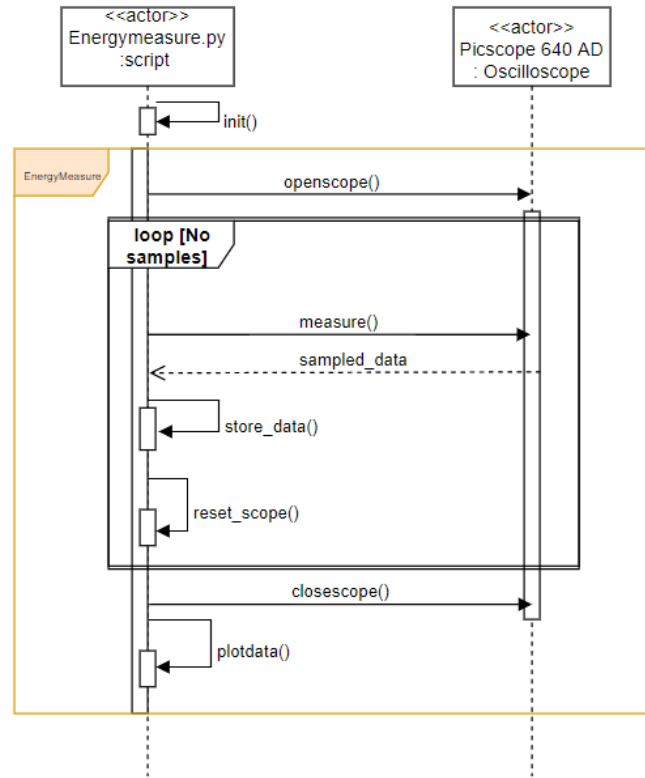 <<actor>>
Energymeasure.py
:script
<<actor>>
Picscope 640 AD
: Oscilloscope
init()
EnergyMeasure
openscope()
loop [No
samples]
measure()
sampled_data
store_data()
reset_scope()
closescope()
plotdata()